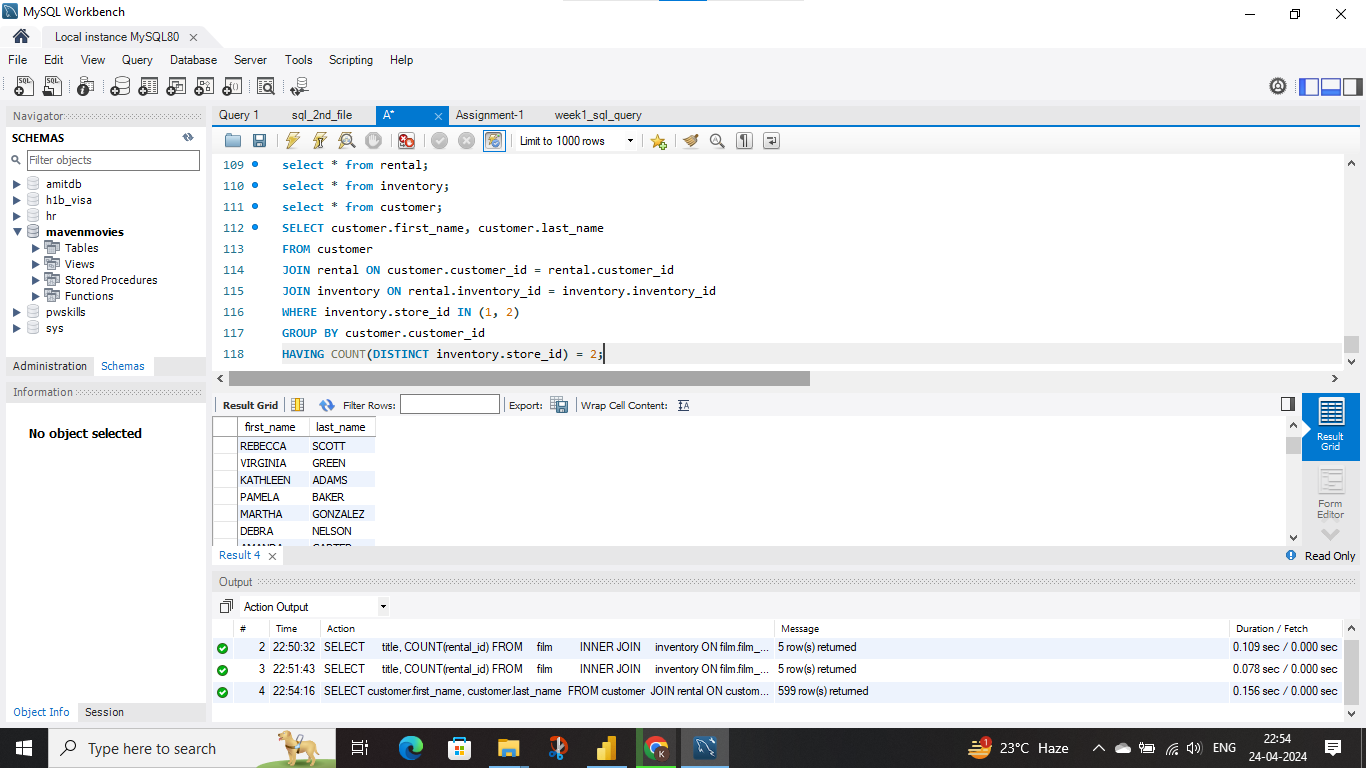 MySQL Workbench
Local instance MySQL80
File Edit View Query Database Server Tools Scripting Help
Navigator
SCHEMAS
Filter objects
amitdb
h1b_visa
hr
mavenmovies
Tables
Views
Stored Procedures
Functions
pwskills
sys
Administration Schemas
Information
No object selected
Object Info Session
Query 1 sql_2nd_file A* Assignment-1 week1_sql_query
Limit to 1000 rows
109 select * from rental;
110 select * from inventory;
111 select * from customer;
112 SELECT customer.first_name, customer.last_name
113 FROM customer
114 JOIN rental ON customer.customer_id = rental.customer_id
115 JOIN inventory ON rental.inventory_id = inventory.inventory_id
116 WHERE inventory.store_id IN (1, 2)
117 GROUP BY customer.customer_id
118 HAVING COUNT(DISTINCT inventory.store_id) = 2;
Result Grid Filter Rows: Export: Wrap Cell Content:
first_name last_name
REBECCA SCOTT
VIRGINIA GREEN
KATHLEEN ADAMS
PAMELA BAKER
MARTHA GONZALEZ
DEBRA NELSON
Result Grid
Form Editor
Result 4
Read Only
Output
Action Output
# Time Action Message Duration / Fetch
2 22:50:32 SELECT title, COUNT(rental_id) FROM film INNER JOIN inventory ON film.film_... 5 row(s) returned 0.109 sec / 0.000 sec
3 22:51:43 SELECT title, COUNT(rental_id) FROM film INNER JOIN inventory ON film.film_... 5 row(s) returned 0.078 sec / 0.000 sec
4 22:54:16 SELECT customer.first_name, customer.last_name FROM customer JOIN rental ON custom... 599 row(s) returned 0.156 sec / 0.000 sec
Type here to search
1
23°C Haze
ENG
22:54
24-04-2024